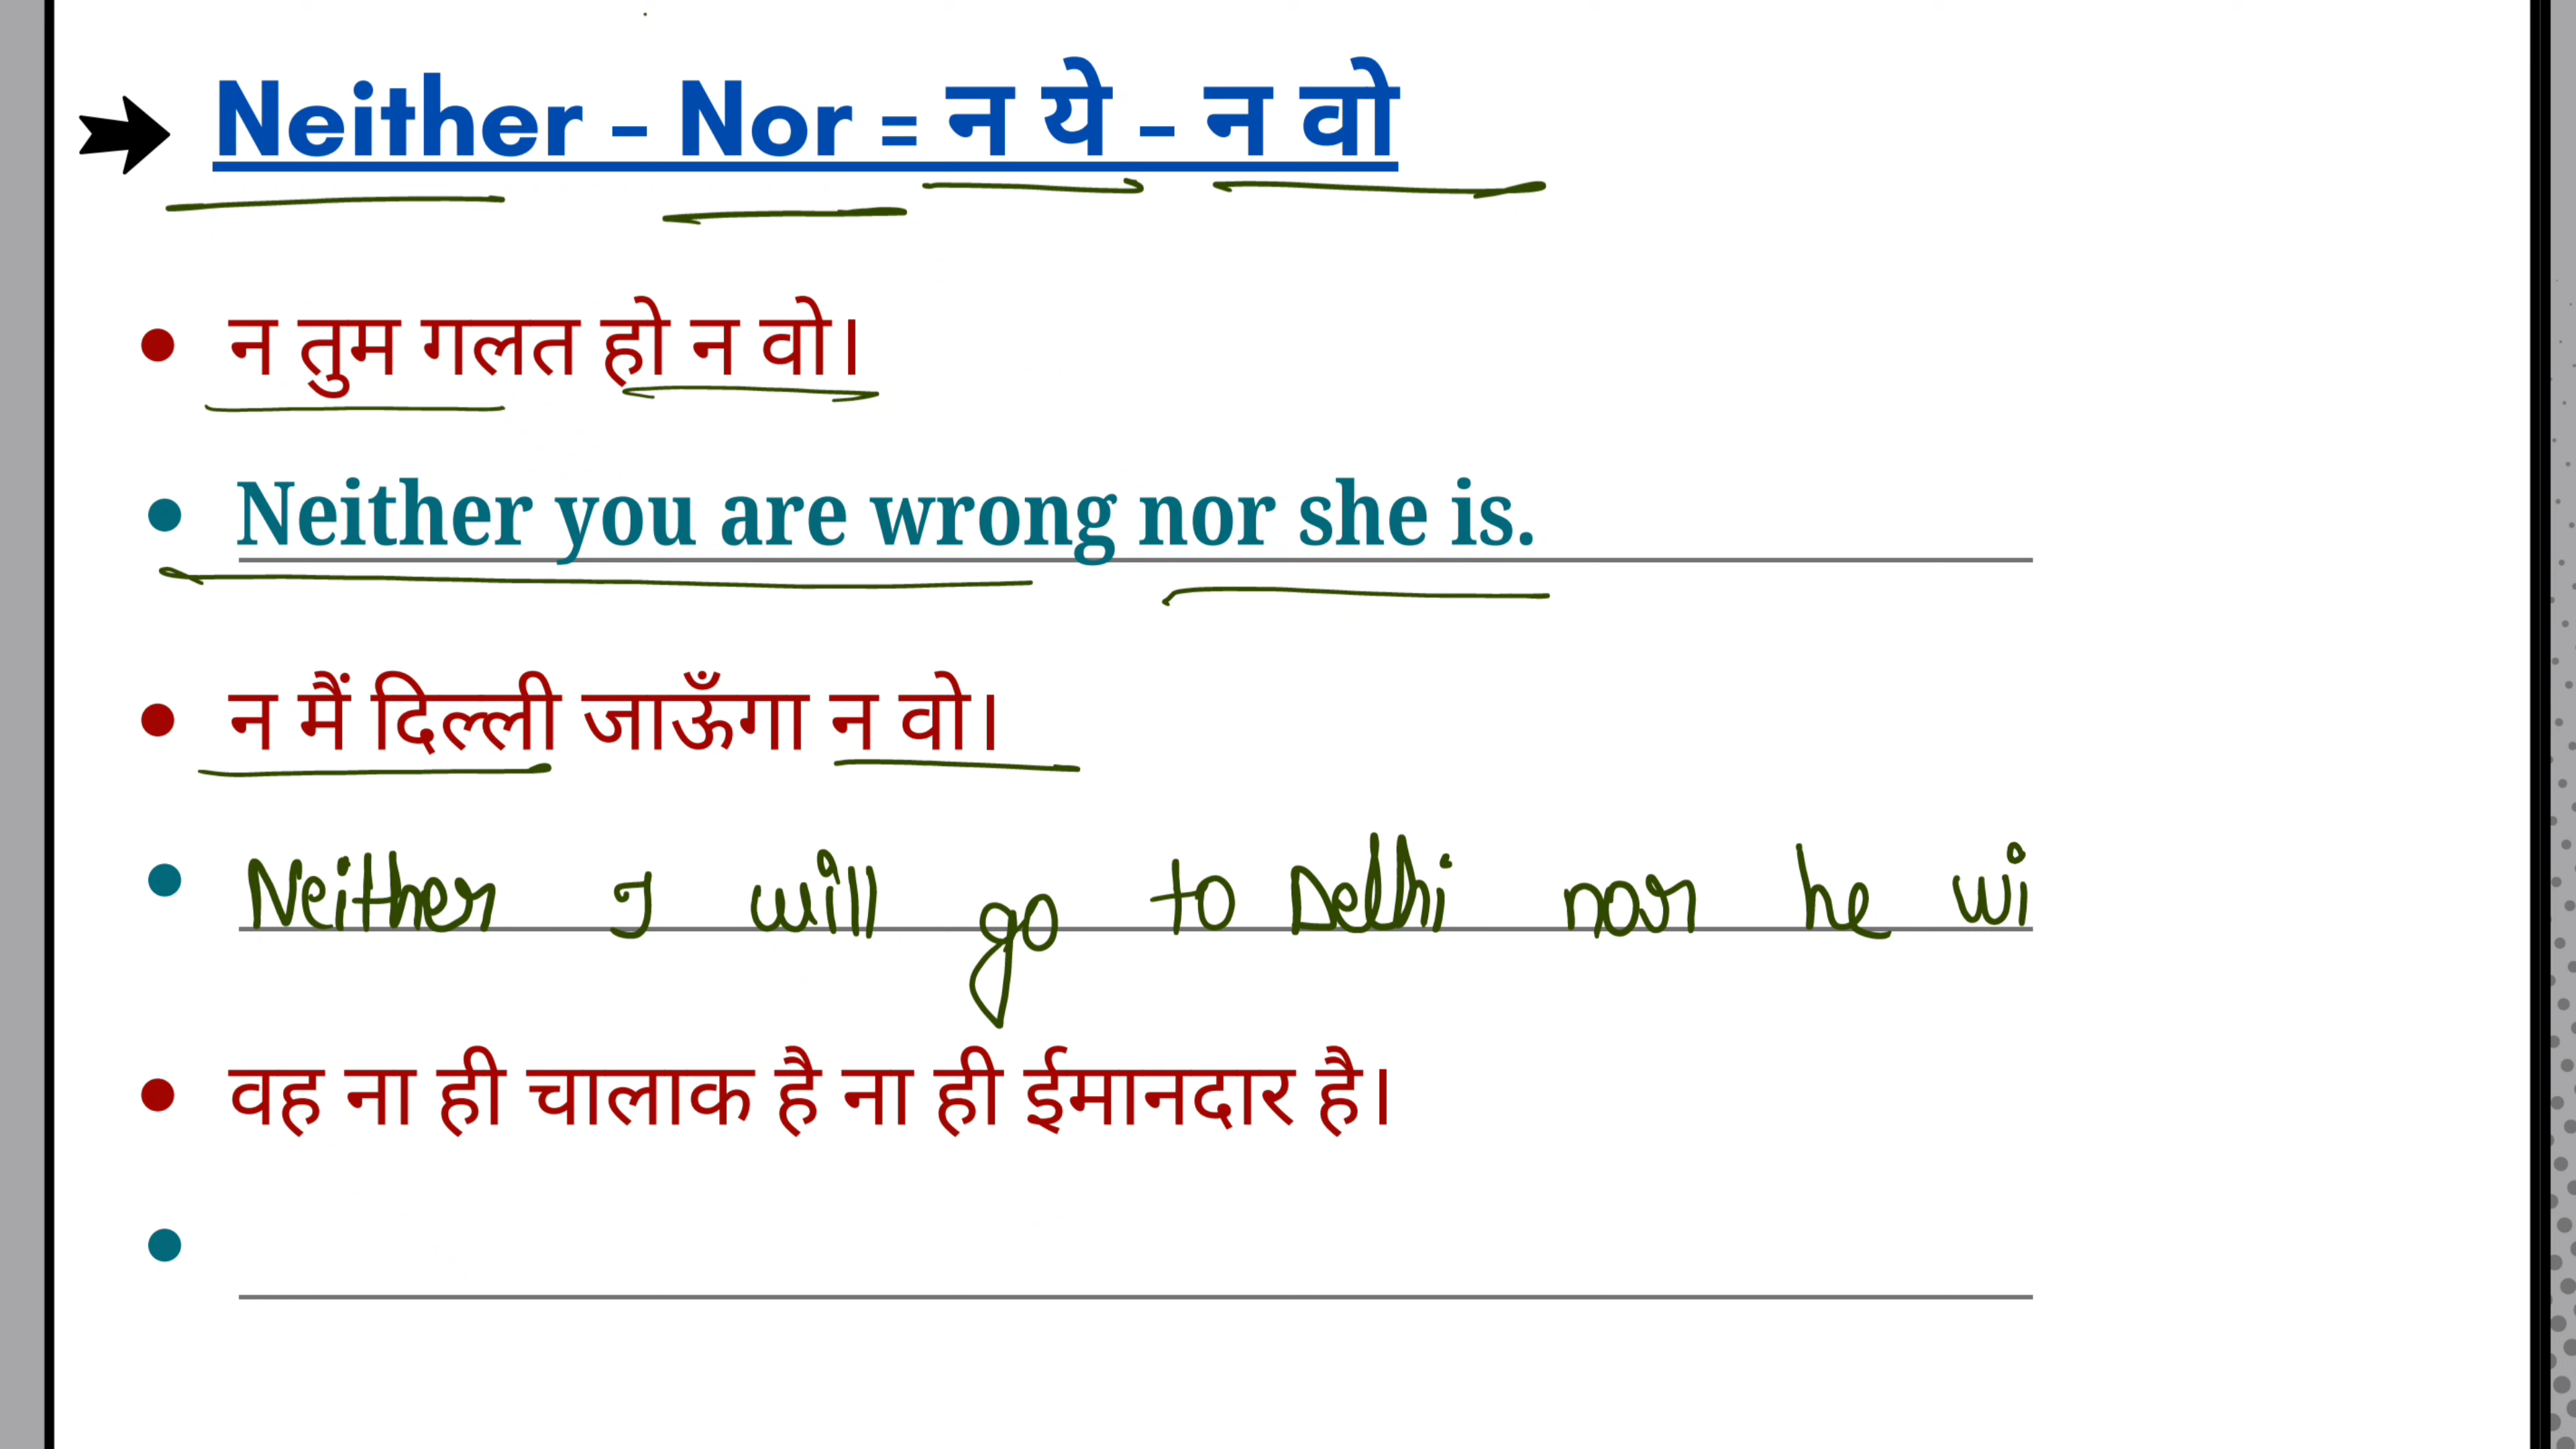 Neither – Nor = न ये – न वो
न तुम गलत हो न वो।
Neither you are wrong nor she is.
न मैं दिल्ली जाऊँगा न वो।
Neither I will go to Delhi nor he wi
वह ना ही चालाक है ना ही ईमानदार है।